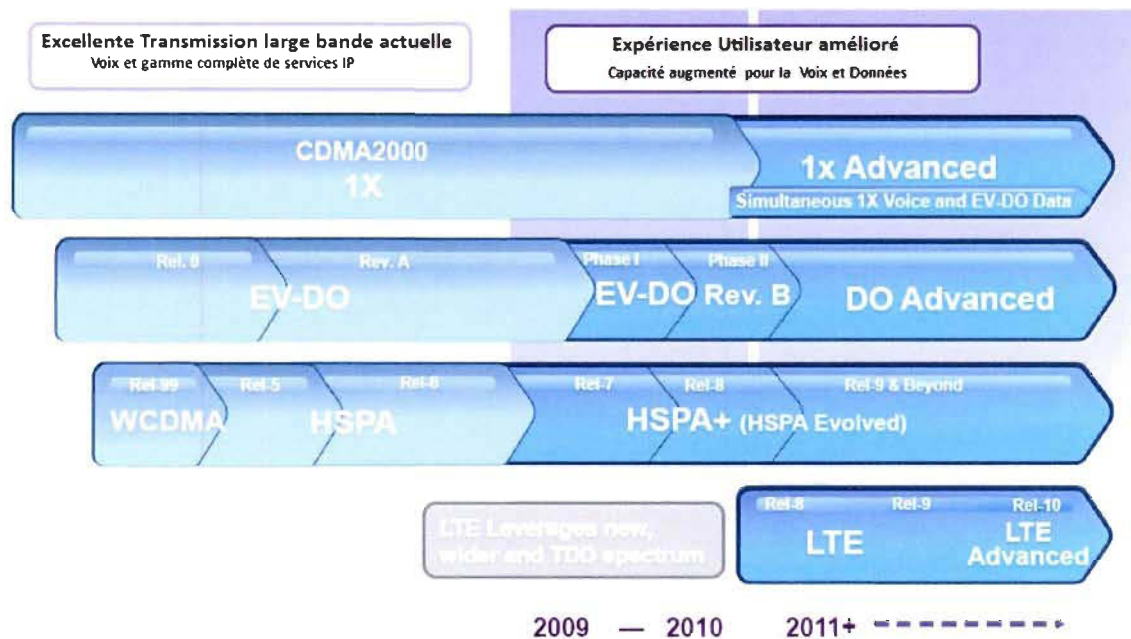 Excellente Transmission large bande actuelle
Voix et gamme complète de services IP
Expérience Utilisateur amélioré
Capacité augmenté pour la Voix et Données
CDMA2000
1X
1x Advanced
Simultaneous 1X Voice and EV-DO Data
Rel. 0
Rev. A
EV-DO
Phase I
Phase II
EV-DO Rev. B
DO Advanced
Rel-99
Rel-5
Rel-6
WCDMA
HSPA
Rel-7
Rel-8
Rel-9 & Beyond
HSPA+ (HSPA Evolved)
LTE Leverages new,
wider and TDD spectrum
Rel-8
Rel-9
Rel-10
LTE
LTE
Advanced
2009 — 2010 2011+